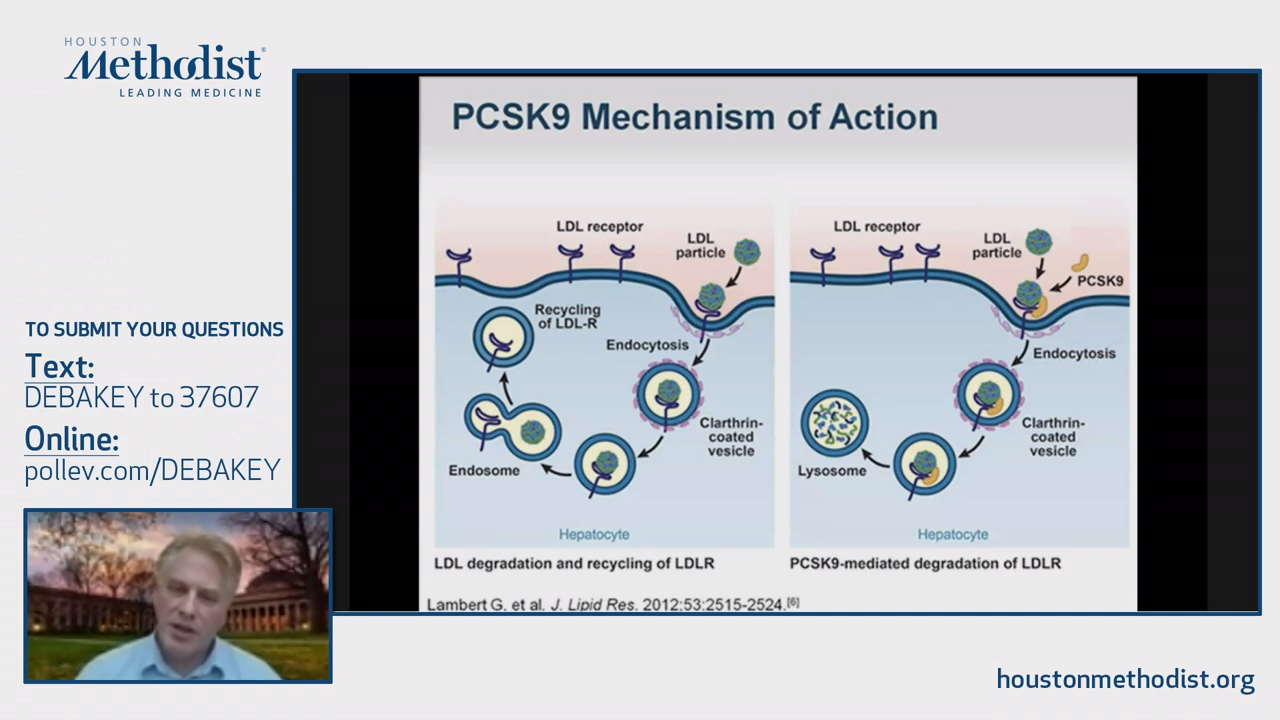 HOUSTON
Methodist®
LEADING MEDICINE
TO SUBMIT YOUR QUESTIONS
Text:
DEBAKEY to 37607
Online:
pollev.com/DEBAKEY
PCSK9 Mechanism of Action
LDL receptor
LDL
particle
Recycling
of LDL-R
Endocytosis
Clarthrin-
coated
vesicle
Endosome
Hepatocyte
LDL degradation and recycling of LDLR
LDL receptor
LDL
particle
PCSK9
Endocytosis
Clarthrin-
coated
vesicle
Lysosome
Hepatocyte
PCSK9-mediated degradation of LDLR
Lambert G, et al. J. Lipid Res. 2012;53:2515-2524.[6]
houstonmethodist.org